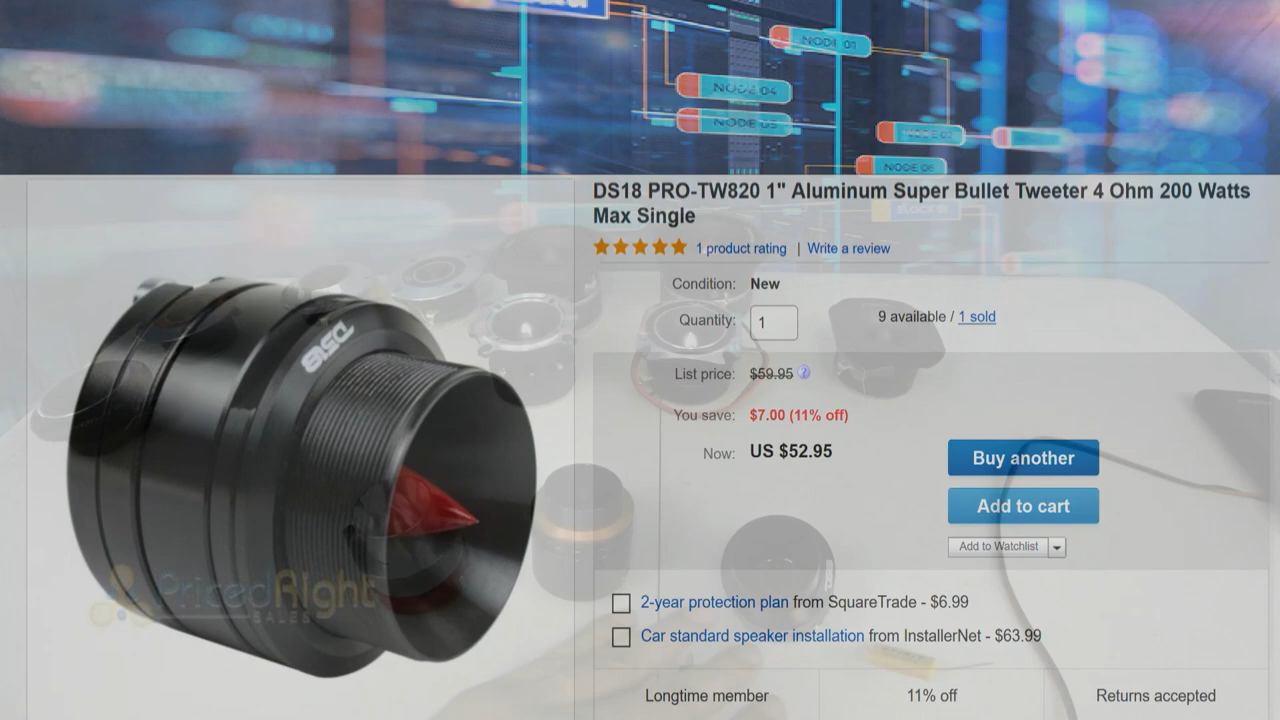 NODE 01
NODE 04
NODE 05
NODE 06
DS18 PRO-TW820 1" Aluminum Super Bullet Tweeter 4 Ohm 200 Watts
Max Single
1 product rating | Write a review
Condition: New
Quantity: 1
9 available / 1 sold
List price: $59.95 ?
You save: $7.00 (11% off)
Now: US $52.95
Buy another
Add to cart
Add to Watchlist
2-year protection plan from SquareTrade - $6.99
Car standard speaker installation from InstallerNet - $63.99
Longtime member
11% off
Returns accepted
DS18
PricedRight
SALES